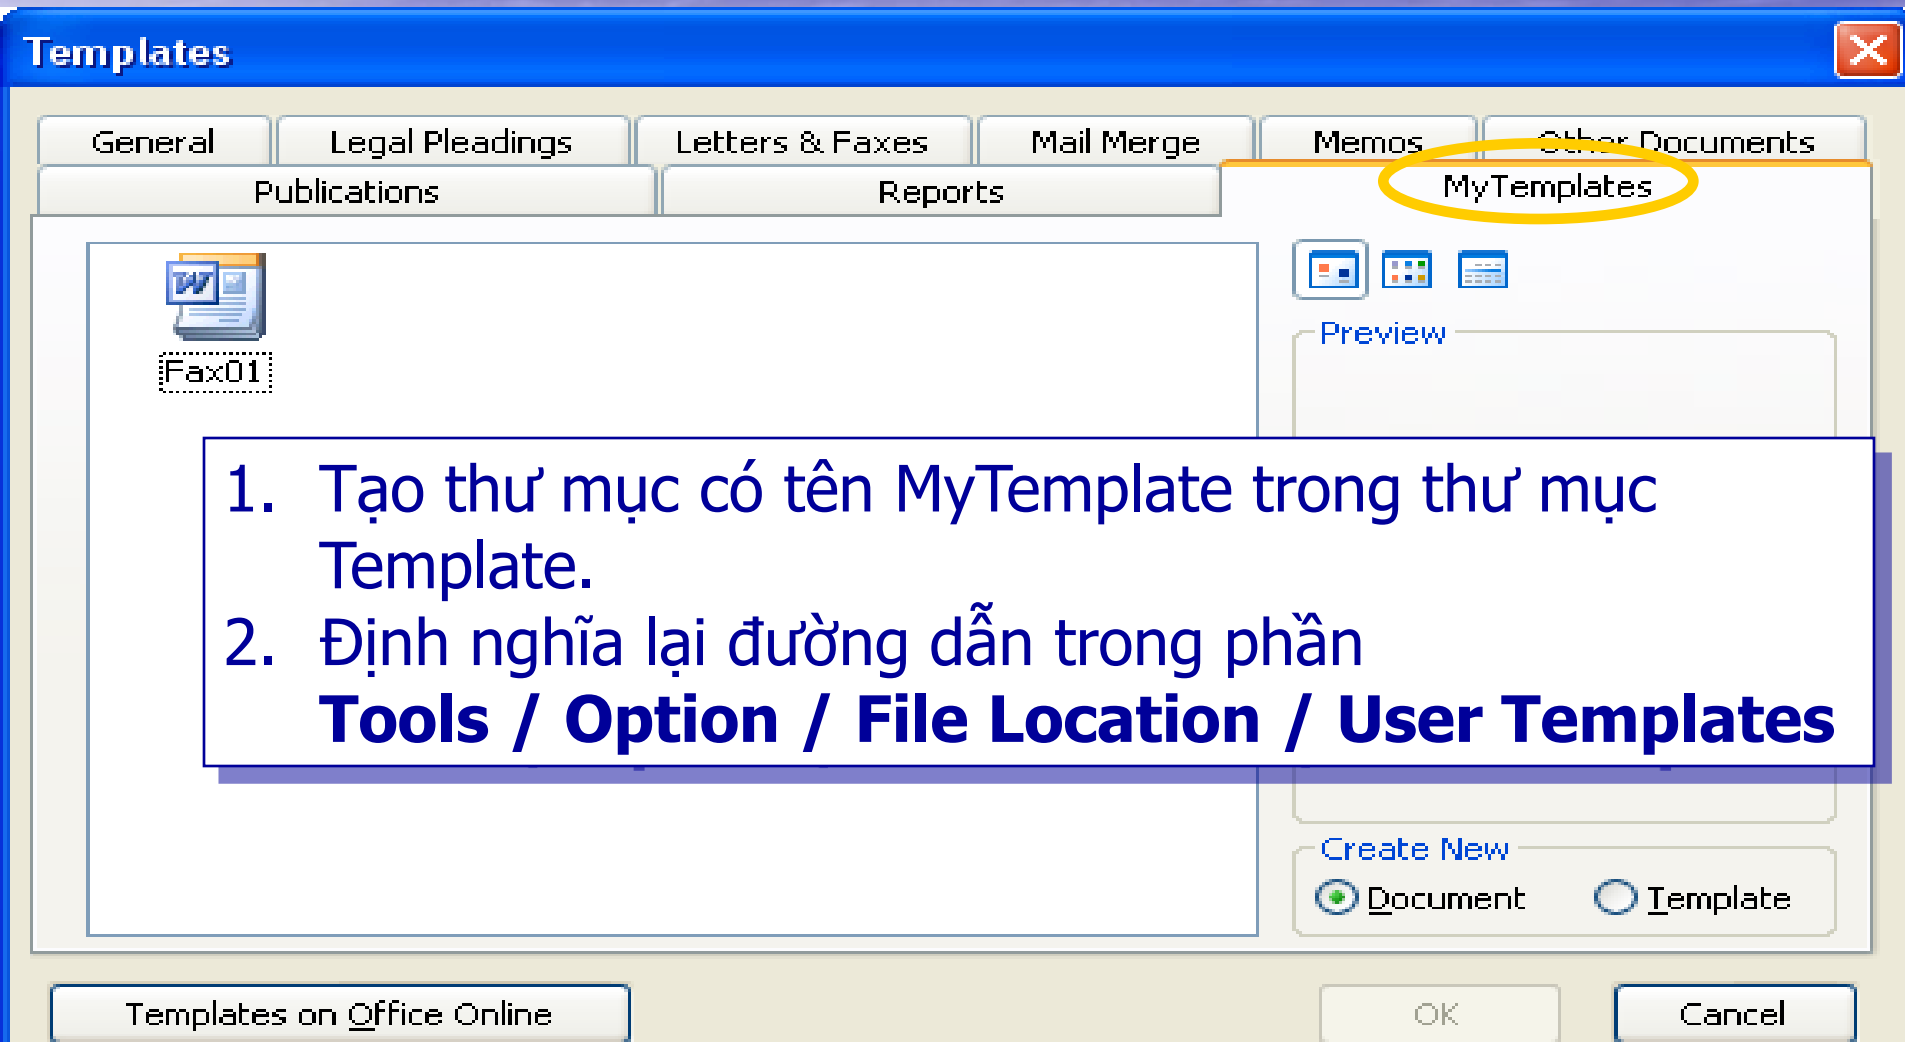 Templates
General Legal Pleadings Letters & Faxes Mail Merge Memos Other Documents
Publications Reports MyTemplates
Fax01
Preview
1. Tạo thư mục có tên MyTemplate trong thư mục
Template.
2. Định nghĩa lại đường dẫn trong phần
Tools / Option / File Location / User Templates
Create New
Document Template
Templates on Office Online OK Cancel